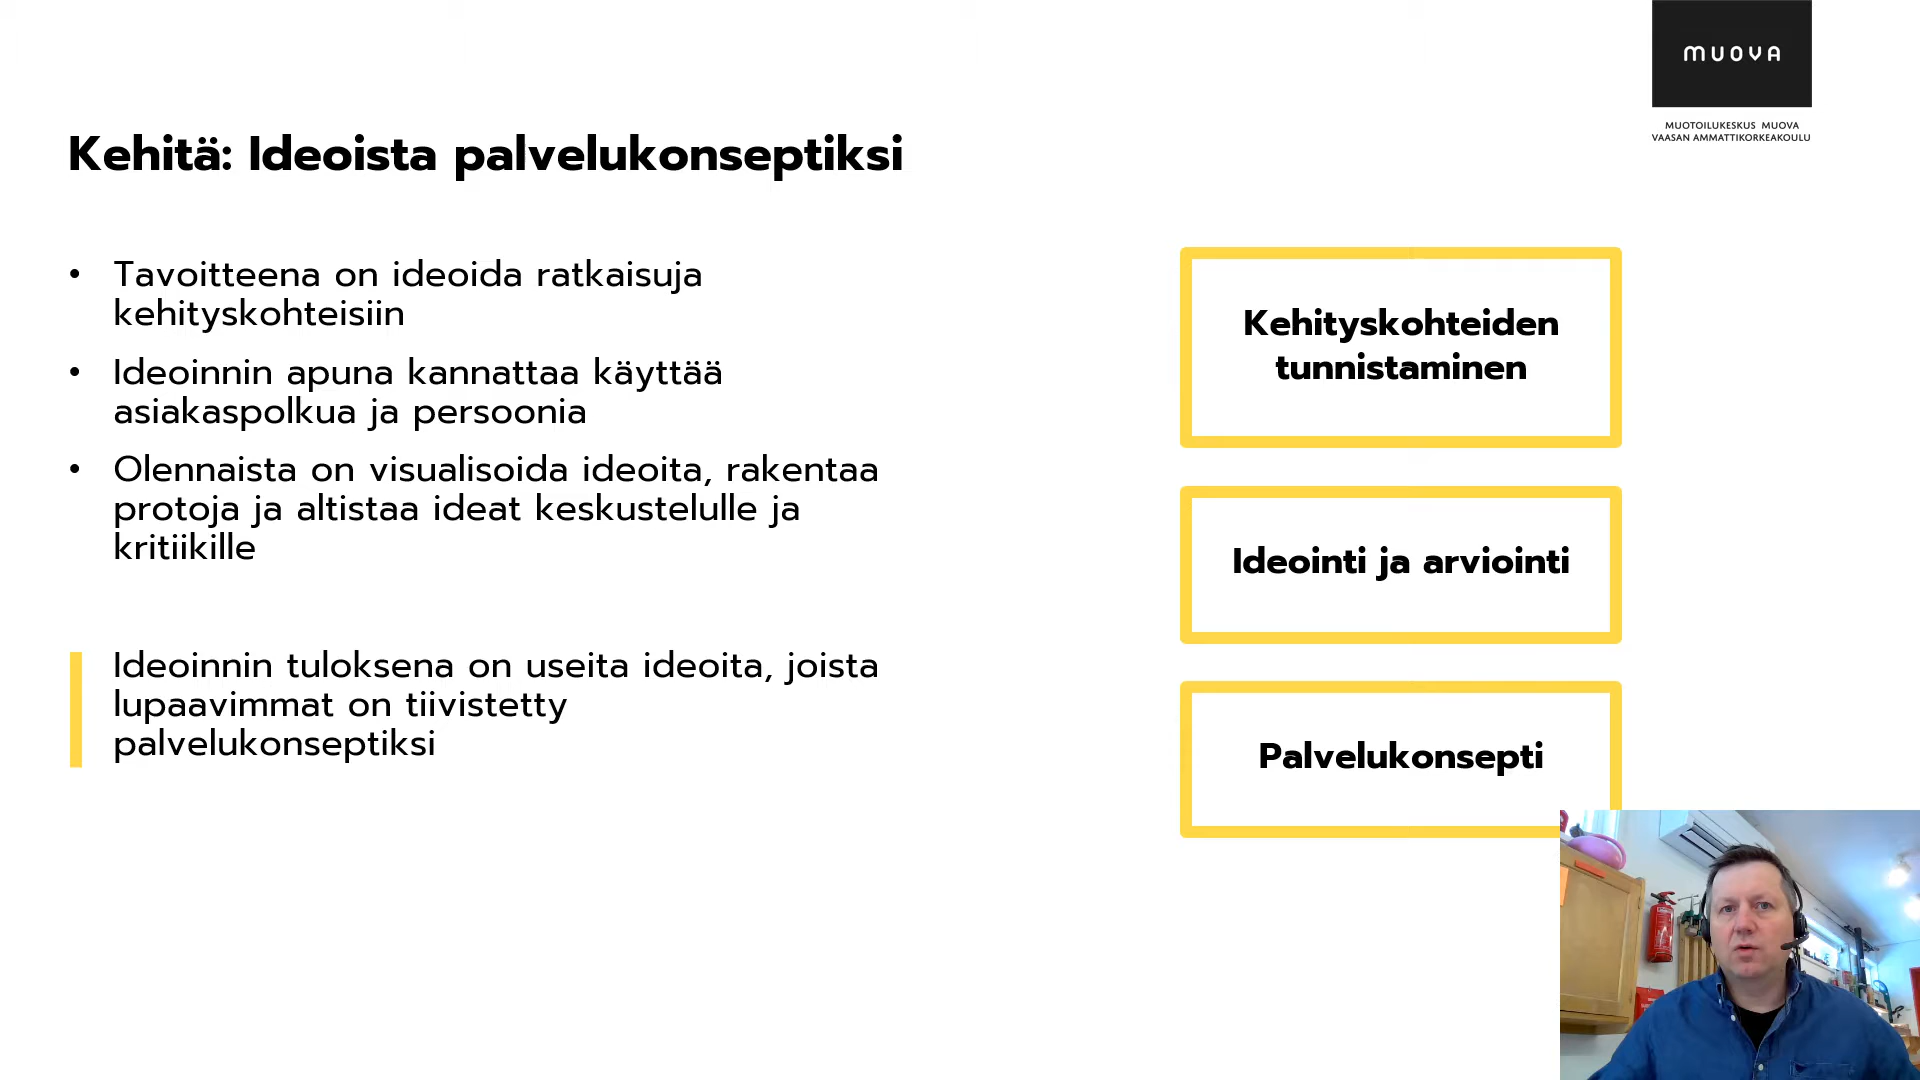 MUOVA
MUOTOILUKESKUS MUOVA
VAASAN AMMATTIKORKEAKOULU
Kehitä: Ideoista palvelukonseptiksi
• Tavoitteena on ideoida ratkaisuja
kehityskohteisiin
• Ideoinnin apuna kannattaa käyttää
asiakaspolkua ja persoonia
• Olennaista on visualisoida ideoita, rakentaa
protoja ja altistaa ideat keskustelulle ja
kritiikille
Ideoinnin tuloksena on useita ideoita, joista
lupaavimmat on tiivistetty
palvelukonseptiksi
Kehityskohteiden
tunnistaminen
Ideointi ja arviointi
Palvelukonsepti